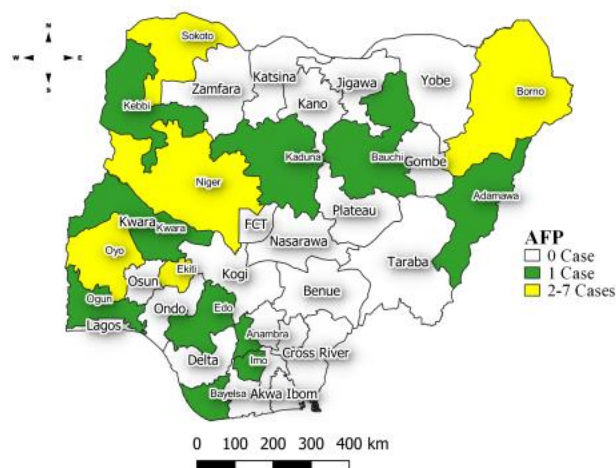 N
W E
S
Sokoto
Katsina
Jigawa
Yobe
Zamfara
Borno
Kebbi
Kano
Kaduna
Bauchi
Gombe
Niger
Adamawa
Plateau
Kwara
FCT
Kwara
Nasarawa
Oyo
Taraba
Ekiti
Kogi
Osun
Benue
Ogun
Ondo
Edo
Lagos
Anambra
Cross River
Delta
Imo
Bayelsa
Akwa Ibom
AFP
0 Case
1 Case
2-7 Cases
0 100 200 300 400 km